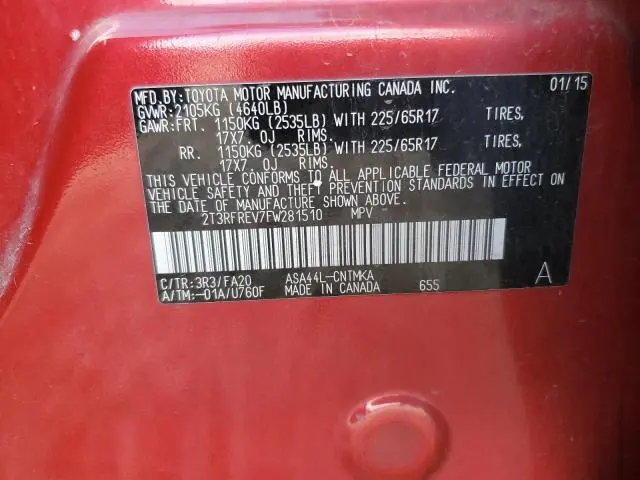 MFD.BY:TOYOTA MOTOR MANUFACTURING CANADA INC. 01/15
GVWR:2105KG (4640LB)
GAWR:FRT. 1150KG (2535LB) WITH 225/65R17 TIRES,
17X7 OJ RIMS.
RR. 1150KG (2535LB) WITH 225/65R17 TIRES,
17X7 OJ RIMS.
THIS VEHICLE CONFORMS TO ALL APPLICABLE FEDERAL MOTOR
VEHICLE SAFETY AND THEFT PREVENTION STANDARDS IN EFFECT ON
THE DATE OF MANUFACTURE SHOWN ABOVE.
2T3RFREV7FW281510 MPV
C/TR:3R3/FA20 ASA44L-CNTMKA A
A/TM:-01A/U760F MADE IN CANADA 655